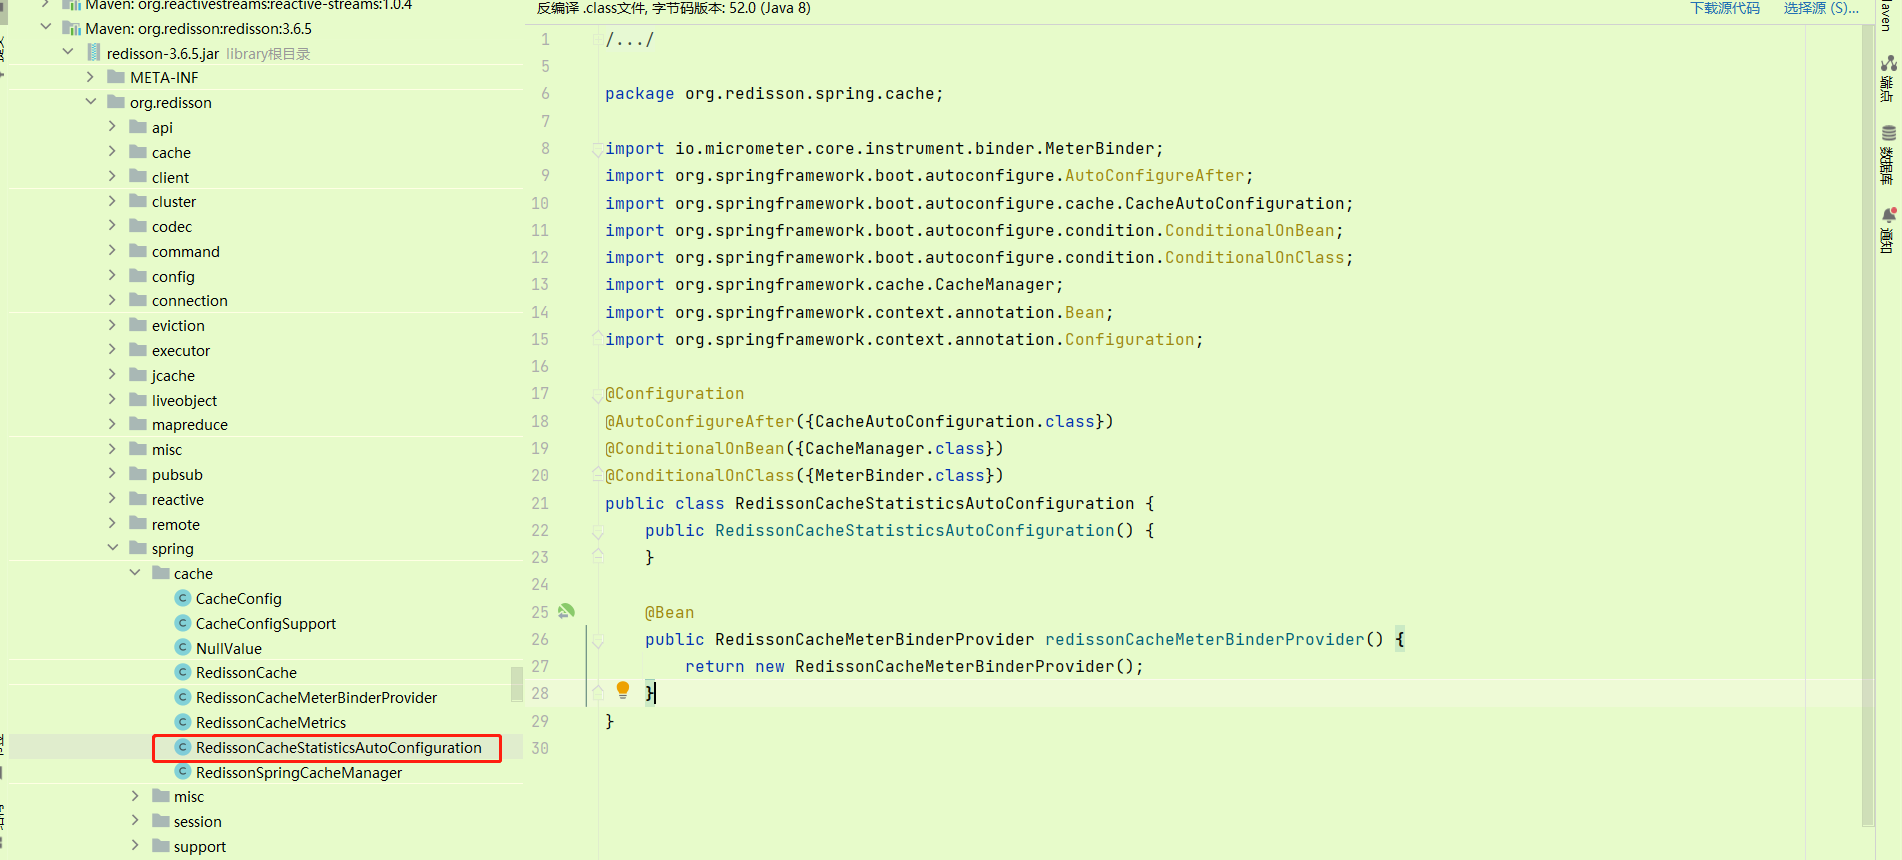 Maven: org.reactivestreams:reactive-streams:1.0.4
Maven: org.redisson:redisson:3.6.5
redisson-3.6.5.jar library根目录
META-INF
org.redisson
api
cache
client
cluster
codec
command
config
connection
eviction
executor
jcache
liveobject
mapreduce
misc
pubsub
reactive
remote
spring
cache
CacheConfig
CacheConfigSupport
NullValue
RedissonCache
RedissonCacheMeterBinderProvider
RedissonCacheMetrics
RedissonCacheStatisticsAutoConfiguration
RedissonSpringCacheManager
misc
session
support
反编译 .class文件, 字节码版本: 52.0 (Java 8)
下载源代码 选择源 (S)...
1 /.../
5
6 package org.redisson.spring.cache;
7
8 import io.micrometer.core.instrument.binder.MeterBinder;
9 import org.springframework.boot.autoconfigure.AutoConfigureAfter;
10 import org.springframework.boot.autoconfigure.cache.CacheAutoConfiguration;
11 import org.springframework.boot.autoconfigure.condition.ConditionalOnBean;
12 import org.springframework.boot.autoconfigure.condition.ConditionalOnClass;
13 import org.springframework.cache.CacheManager;
14 import org.springframework.context.annotation.Bean;
15 import org.springframework.context.annotation.Configuration;
16
17 @Configuration
18 @AutoConfigureAfter({CacheAutoConfiguration.class})
19 @ConditionalOnBean({CacheManager.class})
20 @ConditionalOnClass({MeterBinder.class})
21 public class RedissonCacheStatisticsAutoConfiguration {
22     public RedissonCacheStatisticsAutoConfiguration() {
23     }
24
25     @Bean
26     public RedissonCacheMeterBinderProvider redissonCacheMeterBinderProvider() {
27         return new RedissonCacheMeterBinderProvider();
28     }
29 }
30
Maven
端点
数据库
通知